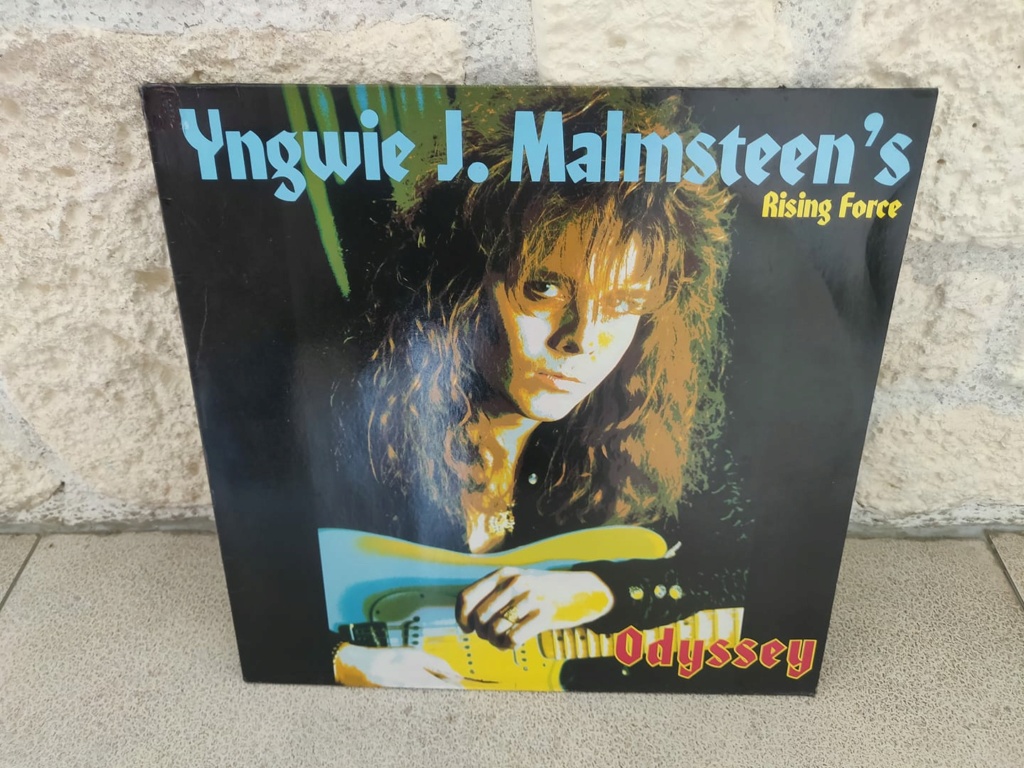 Yngwie J. Malmsteen's
Rising Force
Odyssey